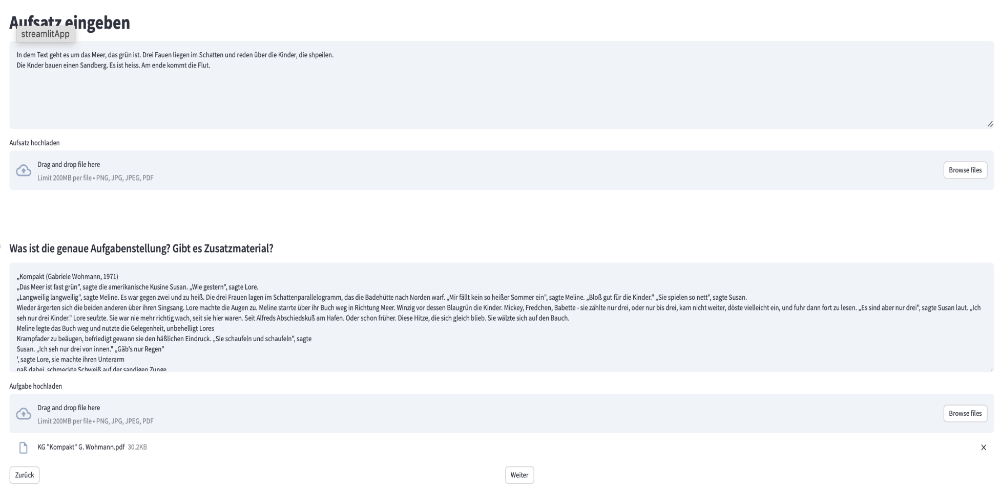 Aufsatz eingeben
streamlitApp
In dem Text geht es um das Meer, das grün ist. Drei Fauen liegen im Schatten und reden über die Kinder, die shpeilen.
Die Knder bauen einen Sandberg. Es ist heiss. Am ende kommt die Flut.
Aufsatz hochladen
Drag and drop file here
Limit 200MB per file • PNG, JPG, JPEG, PDF
Browse files
Was ist die genaue Aufgabenstellung? Gibt es Zusatzmaterial?
„Kompakt (Gabriele Wohmann, 1971)
„Das Meer ist fast grün", sagte die amerikanische Kusine Susan. „Wie gestern", sagte Lore.
„Langweilig langweilig", sagte Meline. Es war gegen zwei und zu heiß. Die drei Frauen lagen im Schattenparallelogramm, das die Badehütte nach Norden warf. „Mir fällt kein so heißer Sommer ein", sagte Meline. „Bloß gut für die Kinder." „Sie spielen so nett", sagte Susan.
Wieder ärgerten sich die beiden anderen über ihren Singsang. Lore machte die Augen zu. Meline starrte über ihr Buch weg in Richtung Meer. Winzig vor dessen Blaugrün die Kinder. Mickey, Fredchen, Babette - sie zählte nur drei, oder nur bis drei, kam nicht weiter, döste vielleicht ein, und fuhr dann fort zu lesen. „Es sind aber nur drei", sagte Susan laut. „Ich
seh nur drei Kinder." Lore seufzte. Sie war nie mehr richtig wach, seit sie hier waren. Seit Alfreds Abschiedskuß am Hafen. Oder schon früher. Diese Hitze, die sich gleich blieb. Sie wälzte sich auf den Bauch.
Meline legte das Buch weg und nutzte die Gelegenheit, unbehelligt Lores
Krampfader zu beäugen, befriedigt gewann sie den häßlichen Eindruck. „Sie schaufeln und schaufeln", sagte
Susan. „Ich seh nur drei von innen." „Gäb's nur Regen"
', sagte Lore, sie machte ihren Unterarm
naß dabei, schmeckte Schweiß auf der sandigen Zunge
Aufgabe hochladen
Drag and drop file here
Limit 200MB per file • PNG, JPG, JPEG, PDF
Browse files
KG "Kompakt" G. Wohmann.pdf 30.2KB
X
Zurück
Weiter